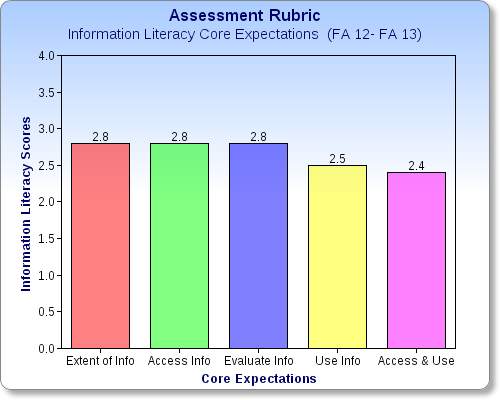 Assessment Rubric
Information Literacy Core Expectations  (FA 12- FA 13)
Information Literacy Scores
4.0
3.5
3.0
2.5
2.0
1.5
1.0
0.5
0.0
2.8
2.8
2.8
2.5
2.4
Extent of Info
Access Info
Evaluate Info
Use Info
Access & Use
Core Expectations